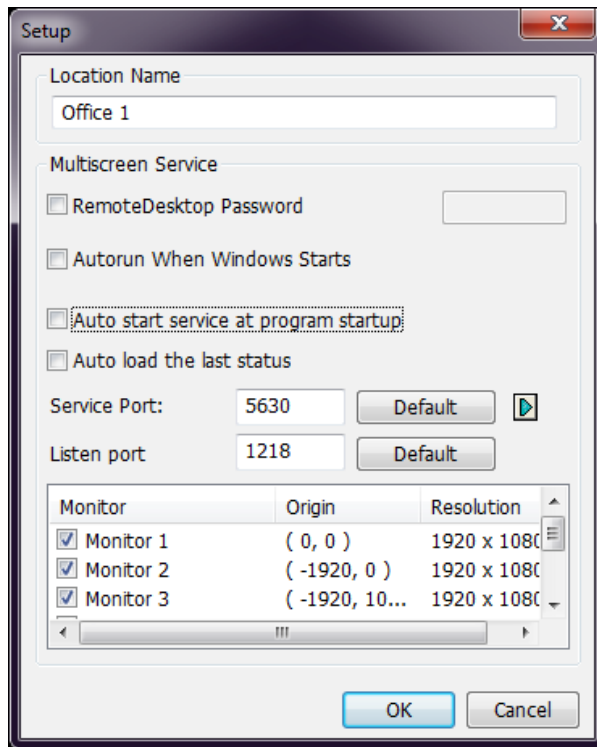 Setup
Location Name
Office 1
Multiscreen Service
RemoteDesktop Password
Autorun When Windows Starts
Auto start service at program startup
Auto load the last status
Service Port: 5630 Default
Listen port 1218 Default
Monitor Origin Resolution
Monitor 1 ( 0, 0 ) 1920 x 1080
Monitor 2 ( -1920, 0 ) 1920 x 1080
Monitor 3 ( -1920, 10... 1920 x 1080
OK Cancel